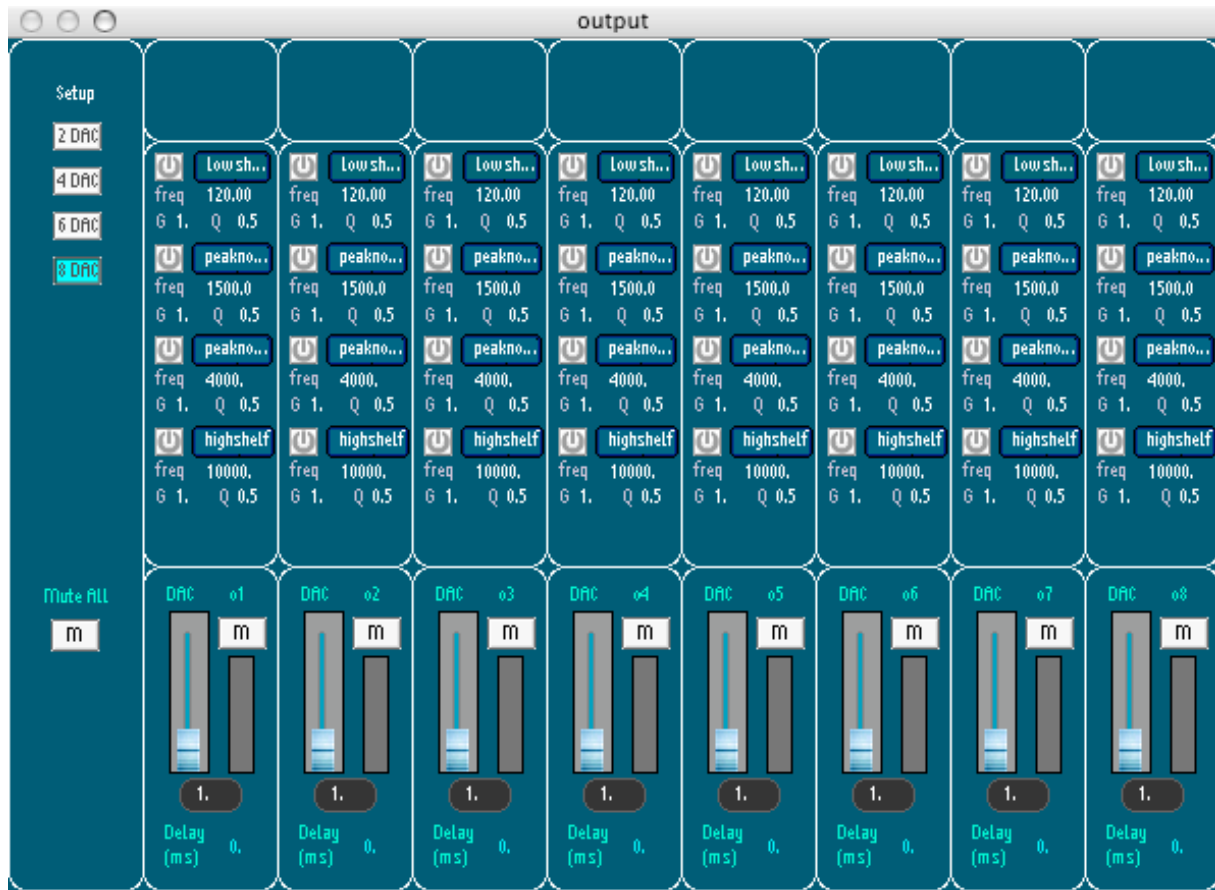 output
Setup
2 DAC
4 DAC
6 DAC
8 DAC
Low sh... Low sh... Low sh... Low sh... Low sh... Low sh... Low sh... Low sh...
freq 120.00 freq 120.00 freq 120.00 freq 120.00 freq 120.00 freq 120.00 freq 120.00 freq 120.00
G 1. Q 0.5 G 1. Q 0.5 G 1. Q 0.5 G 1. Q 0.5 G 1. Q 0.5 G 1. Q 0.5 G 1. Q 0.5 G 1. Q 0.5
peakno... peakno... peakno... peakno... peakno... peakno... peakno... peakno...
freq 1500.0 freq 1500.0 freq 1500.0 freq 1500.0 freq 1500.0 freq 1500.0 freq 1500.0 freq 1500.0
G 1. Q 0.5 G 1. Q 0.5 G 1. Q 0.5 G 1. Q 0.5 G 1. Q 0.5 G 1. Q 0.5 G 1. Q 0.5 G 1. Q 0.5
peakno... peakno... peakno... peakno... peakno... peakno... peakno... peakno...
freq 4000. freq 4000. freq 4000. freq 4000. freq 4000. freq 4000. freq 4000. freq 4000.
G 1. Q 0.5 G 1. Q 0.5 G 1. Q 0.5 G 1. Q 0.5 G 1. Q 0.5 G 1. Q 0.5 G 1. Q 0.5 G 1. Q 0.5
highshelf highshelf highshelf highshelf highshelf highshelf highshelf highshelf
freq 10000. freq 10000. freq 10000. freq 10000. freq 10000. freq 10000. freq 10000. freq 10000.
G 1. Q 0.5 G 1. Q 0.5 G 1. Q 0.5 G 1. Q 0.5 G 1. Q 0.5 G 1. Q 0.5 G 1. Q 0.5 G 1. Q 0.5
Mute All DAC o1 DAC o2 DAC o3 DAC o4 DAC o5 DAC o6 DAC o7 DAC o8
m m m m m m m m m
1. 1. 1. 1. 1. 1. 1. 1.
Delay Delay Delay Delay Delay Delay Delay Delay
(ms) 0. (ms) 0. (ms) 0. (ms) 0. (ms) 0. (ms) 0. (ms) 0. (ms) 0.